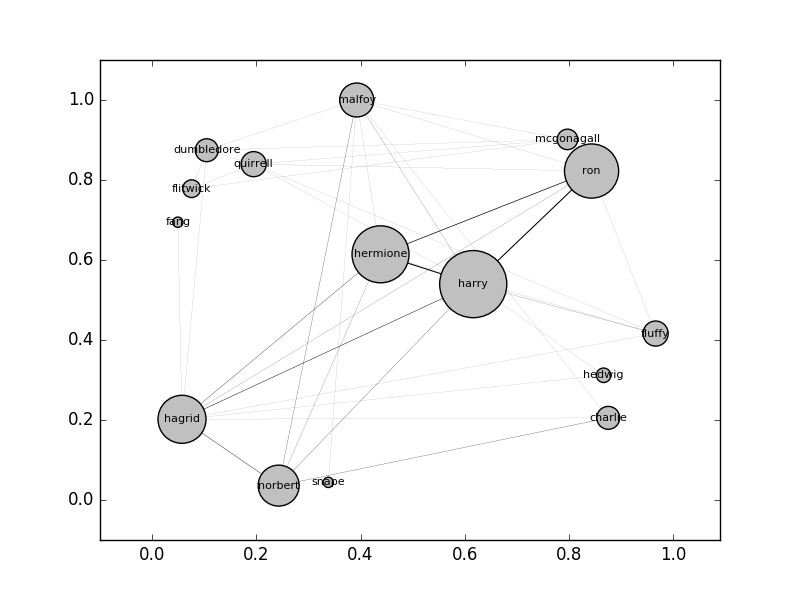 1.0
malfoy
mcgonagall
dumbledore
quirrell
ron
0.8
flitwick
fang
0.6
hermione
harry
0.4
fluffy
hedwig
0.2
hagrid
charlie
norbert
snape
0.0
0.0 0.2 0.4 0.6 0.8 1.0